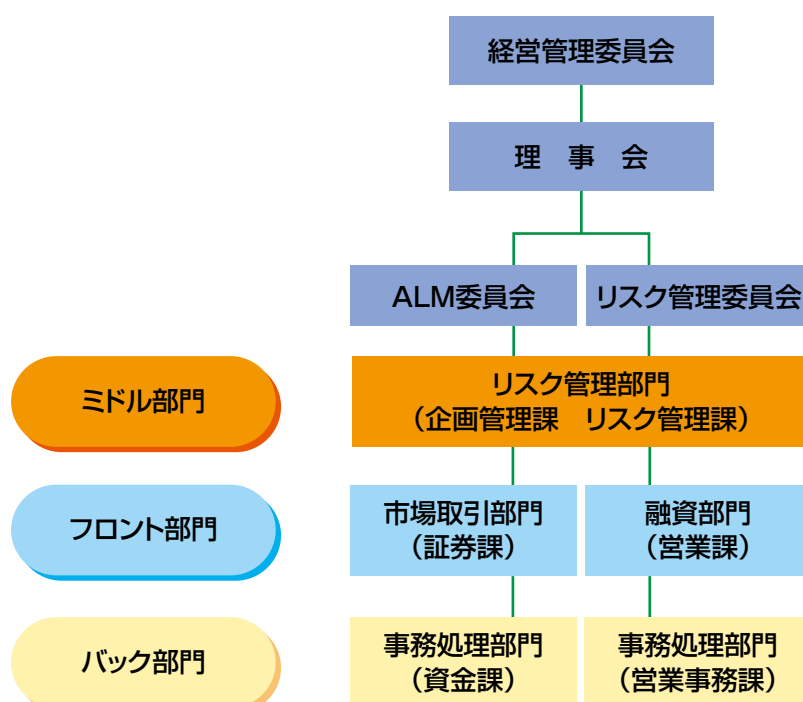 経営管理委員会
理 事 会
ALM委員会
リスク管理委員会
ミドル部門
リスク管理部門
（企画管理課 リスク管理課）
フロント部門
市場取引部門
（証券課）
融資部門
（営業課）
バック部門
事務処理部門
（資金課）
事務処理部門
（営業事務課）